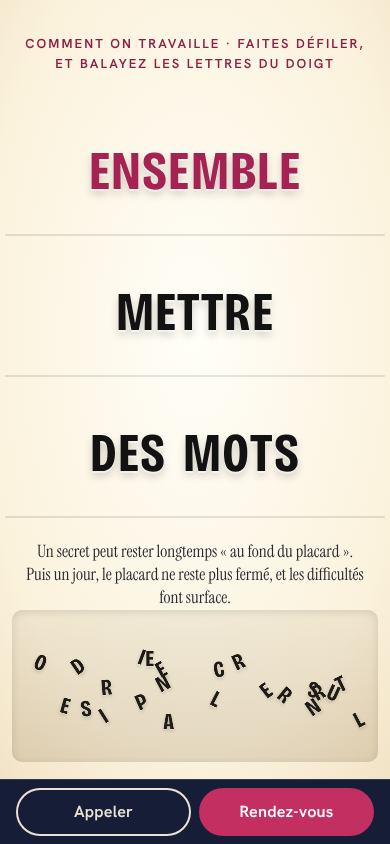 COMMENT ON TRAVAILLE · FAITES DÉFILER,
ET BALAYEZ LES LETTRES DU DOIGT
ENSEMBLE
METTRE
DES MOTS
Un secret peut rester longtemps « au fond du placard ».
Puis un jour, le placard ne reste plus fermé, et les difficultés
font surface.
Appeler
Rendez-vous